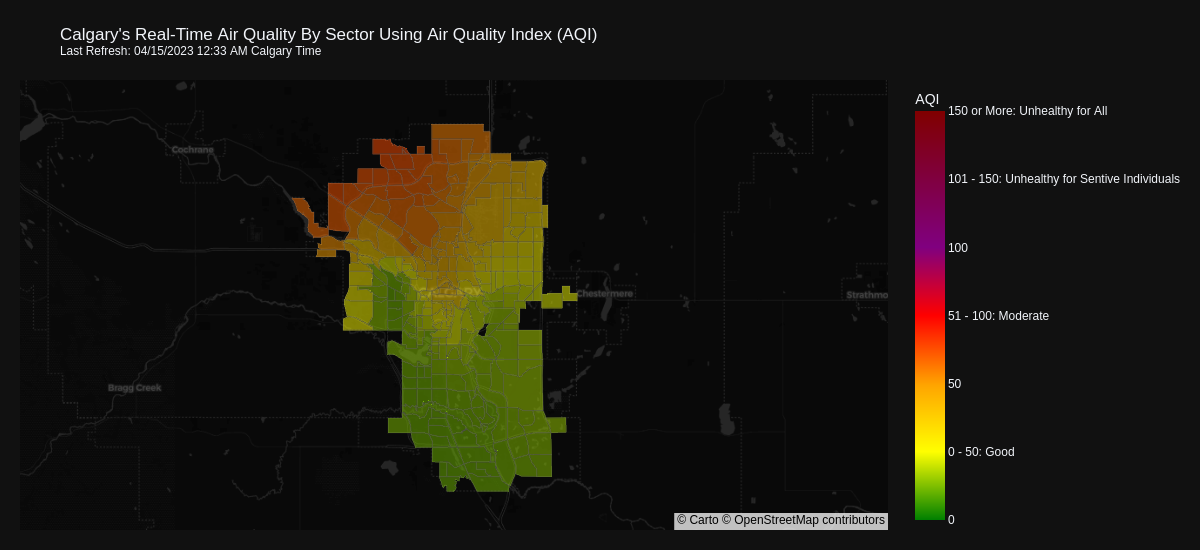 Calgary's Real-Time Air Quality By Sector Using Air Quality Index (AQI)
Last Refresh: 04/15/2023 12:33 AM Calgary Time
AQI
150 or More: Unhealthy for All
Cochrane
101 - 150: Unhealthy for Sentive Individuals
100
Chestermere
Strathmo
51 - 100: Moderate
50
Bragg Creek
0 - 50: Good
0
© Carto © OpenStreetMap contributors